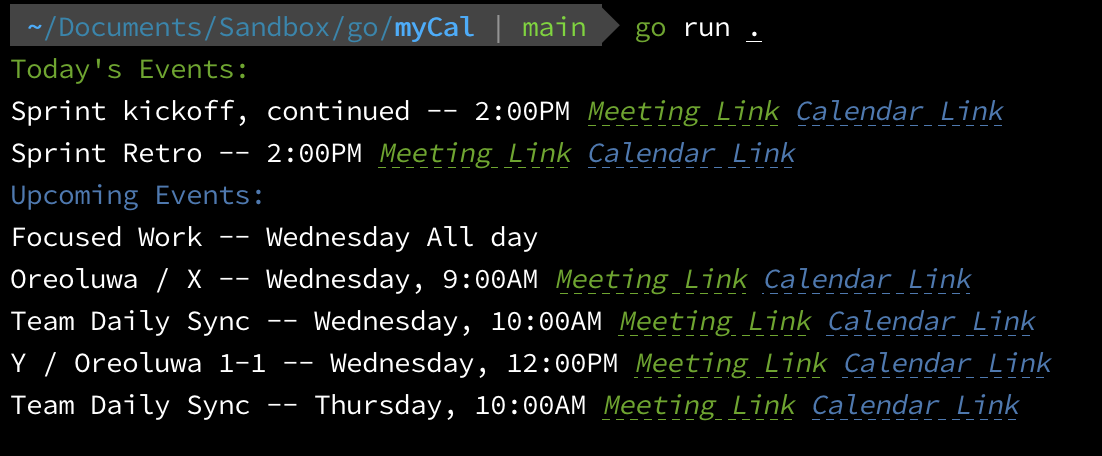 ~/Documents/Sandbox/go/myCal | main go run .
Today's Events:
Sprint kickoff, continued -- 2:00PM Meeting Link Calendar Link
Sprint Retro -- 2:00PM Meeting Link Calendar Link
Upcoming Events:
Focused Work -- Wednesday All day
Oreoluwa / X -- Wednesday, 9:00AM Meeting Link Calendar Link
Team Daily Sync -- Wednesday, 10:00AM Meeting Link Calendar Link
Y / Oreoluwa 1-1 -- Wednesday, 12:00PM Meeting Link Calendar Link
Team Daily Sync -- Thursday, 10:00AM Meeting Link Calendar Link